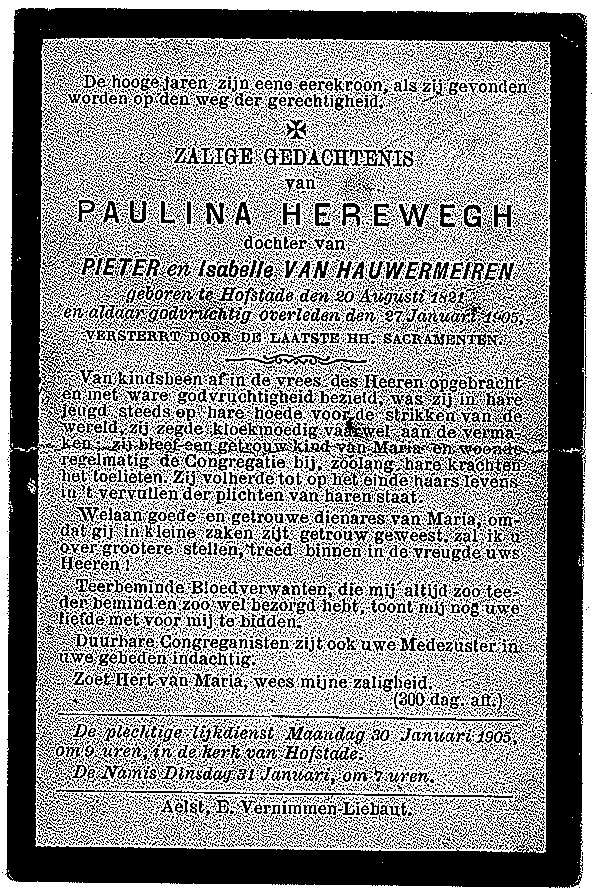 De hooge jaren zijn eene eerekroon, als zij gevonden
worden op den weg der gerechtigheid.
ZALIGE GEDACHTENIS
van
PAULINA HEREWEGH
dochter van
PIETER en Isabelle VAN HAUWERMEIREN
geboren te Hofstade den 20 Augusti 1821
en aldaar godvruchtig overleden den 27 Januari 1905,
VERSTERKT DOOR DE LAATSTE HH. SACRAMENTEN.
Van kindsbeen af in de vrees des Heeren opgebracht
en met ware godvruchtigheid bezield, was zij in hare
jeugd steeds op hare hoede voor de strikken van de
wereld, zij zegde kloekmoedig vaarwel aan de verma-
ken — zij bleef een getrouw kind van Maria en woonde
regelmatig de Congregatie bij, zoolang hare krachten
het toelieten. Zij volherde tot op het einde haars levens
in 't vervullen der plichten van haren staat.
Welaan goede en getrouwe dienares van Maria, om-
dat gij in kleine zaken zijt getrouw geweest, zal ik u
over grootere stellen, treed binnen in de vreugde uws
Heeren!
Teerbeminde Bloedverwanten, die mij altijd zoo tee-
der bemind en zoo wel bezorgd hebt, toont mij nog uwe
liefde met voor mij te bidden.
Duurbare Congreganisten zijt ook uwe Medezuster in
uwe gebeden indachtig.
Zoet Hert van Maria, wees mijne zaligheid.
(300 dag. afl.)
De plechtige lijkdienst Maandag 30 Januari 1905,
om 9 uren, in de kerk van Hofstade.
De Namis Dinsdag 31 Januari, om 7 uren.
Aelst, E. Vernimmen-Liebaut.